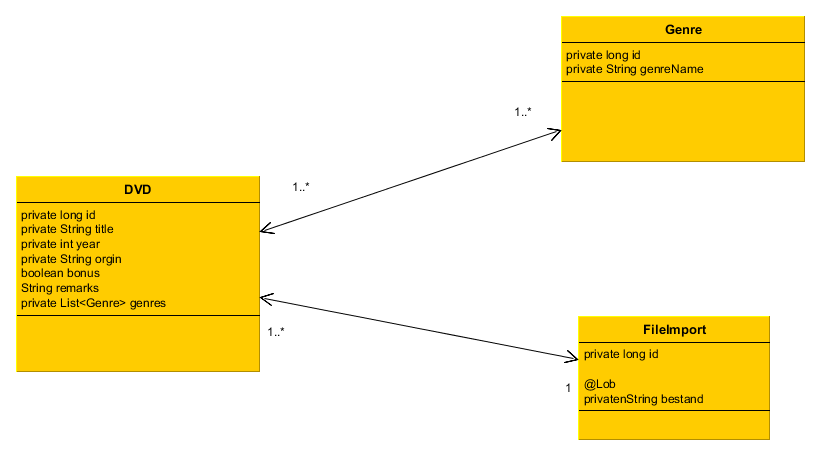 Genre
private long id
private String genreName
1..*
1..*
DVD
private long id
private String title
private int year
private String orgin
boolean bonus
String remarks
private List<Genre> genres
1..*
FileImport
private long id
@Lob
privatenString bestand
1